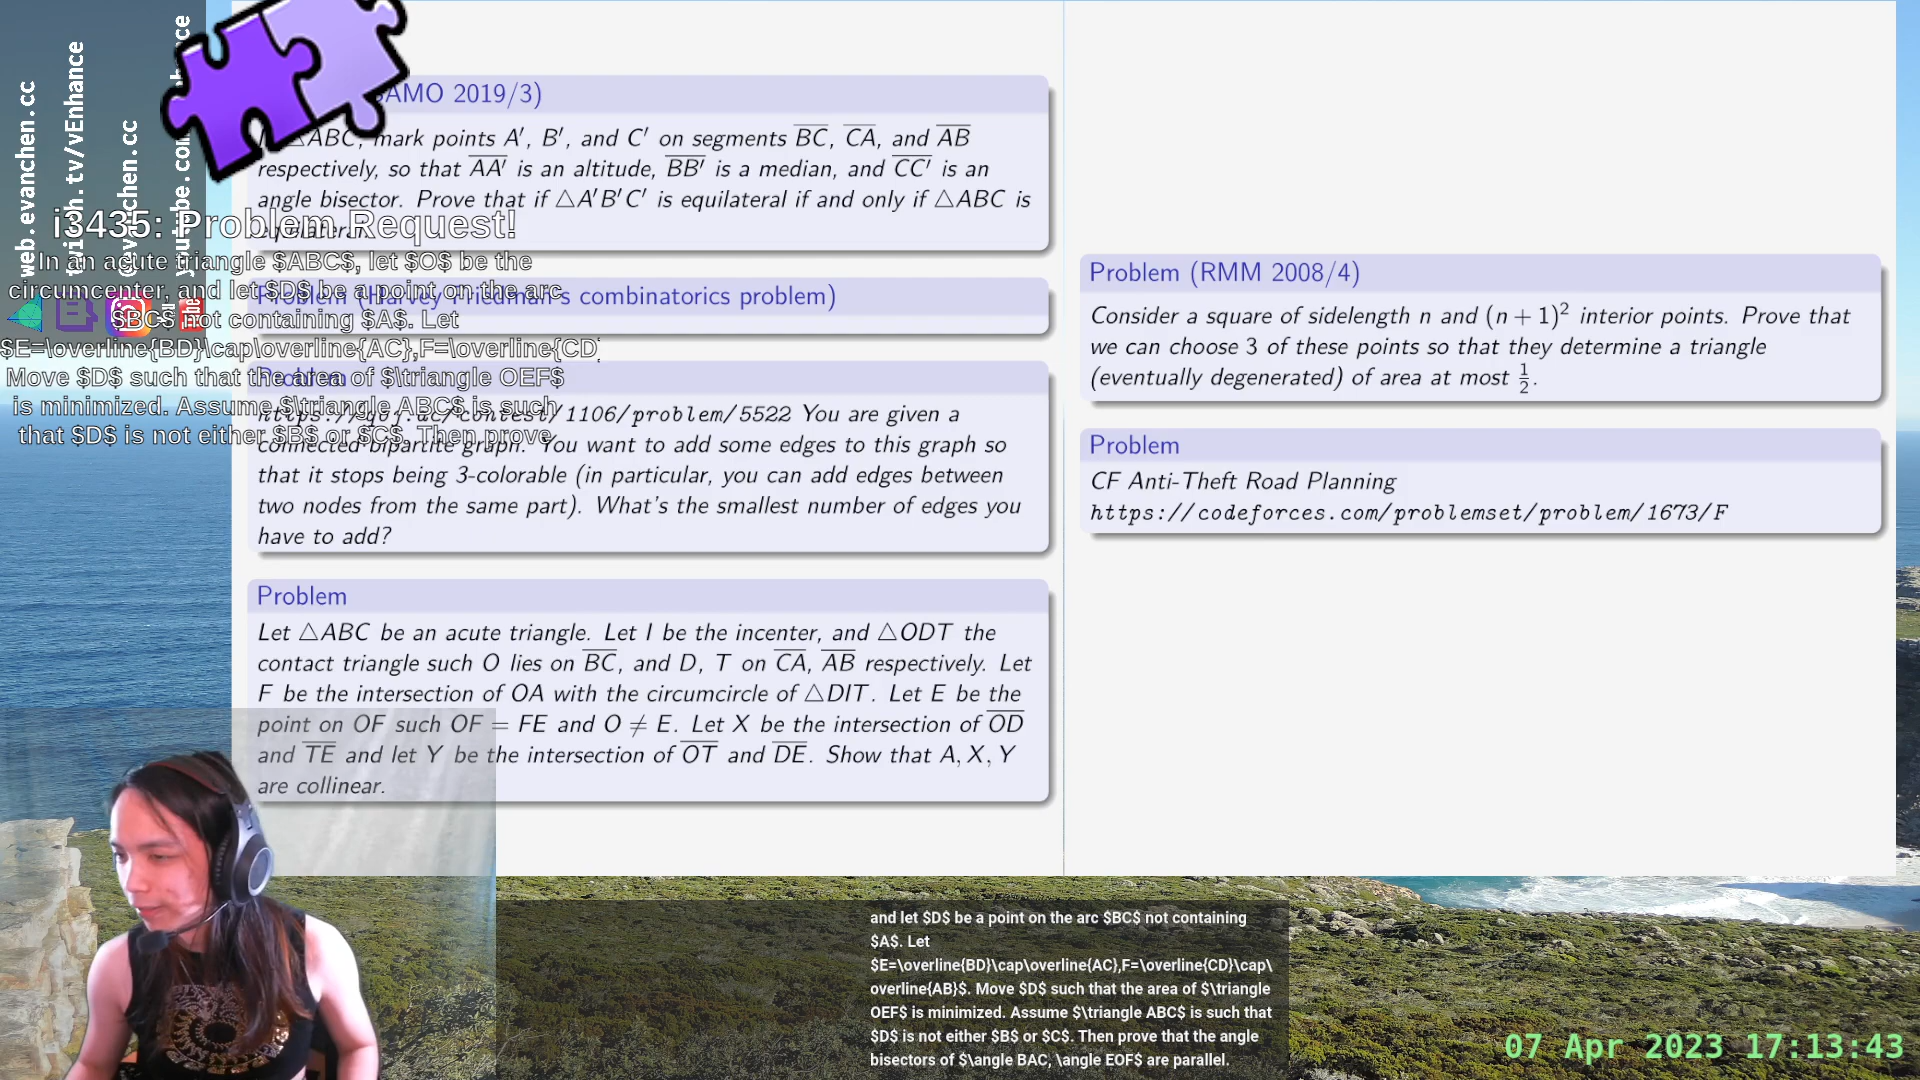 web.evanchen.cc
twitch.tv/vEnhance
@evanchen.cc
AMO 2019/3)
ABC, mark points A′, B′, and C′ on segments BC, CA, and AB
respectively, so that AA′ is an altitude, BB′ is a median, and CC′ is an
angle bisector. Prove that if △A′B′C′ is equilateral if and only if △ABC is
i3435: Problem Request!
In an acute triangle $ABC$, let $O$ be the
circumcenter, and let $D$ be a point on the arc
$BC$ not containing $A$. Let
$E=\overline{BD}\cap\overline{AC},F=\overline{CD}
Move $D$ such that the area of $\triangle OEF$
is minimized. Assume $\triangle ABC$ is such
that $D$ is not either $B$ or $C$. Then prove
Problem (Harvey Friedman's combinatorics problem)
Problem
https://qoj.ac/contest/1106/problem/5522 You are given a
connected bipartite graph. You want to add some edges to this graph so
that it stops being 3-colorable (in particular, you can add edges between
two nodes from the same part). What's the smallest number of edges you
have to add?
Problem
Let △ABC be an acute triangle. Let I be the incenter, and △ODT the
contact triangle such O lies on BC, and D, T on CA, AB respectively. Let
F be the intersection of OA with the circumcircle of △DIT. Let E be the
point on OF such OF = FE and O ≠ E. Let X be the intersection of OD
and TE and let Y be the intersection of OT and DE. Show that A, X, Y
are collinear.
Problem (RMM 2008/4)
Consider a square of sidelength n and (n + 1)² interior points. Prove that
we can choose 3 of these points so that they determine a triangle
(eventually degenerated) of area at most 1/2.
Problem
CF Anti-Theft Road Planning
https://codeforces.com/problemset/problem/1673/F
and let $D$ be a point on the arc $BC$ not containing
$A$. Let
$E=\overline{BD}\cap\overline{AC},F=\overline{CD}\cap\
overline{AB}$. Move $D$ such that the area of $\triangle
OEF$ is minimized. Assume $\triangle ABC$ is such that
$D$ is not either $B$ or $C$. Then prove that the angle
bisectors of $\angle BAC, \angle EOF$ are parallel.
07 Apr 2023 17:13:43